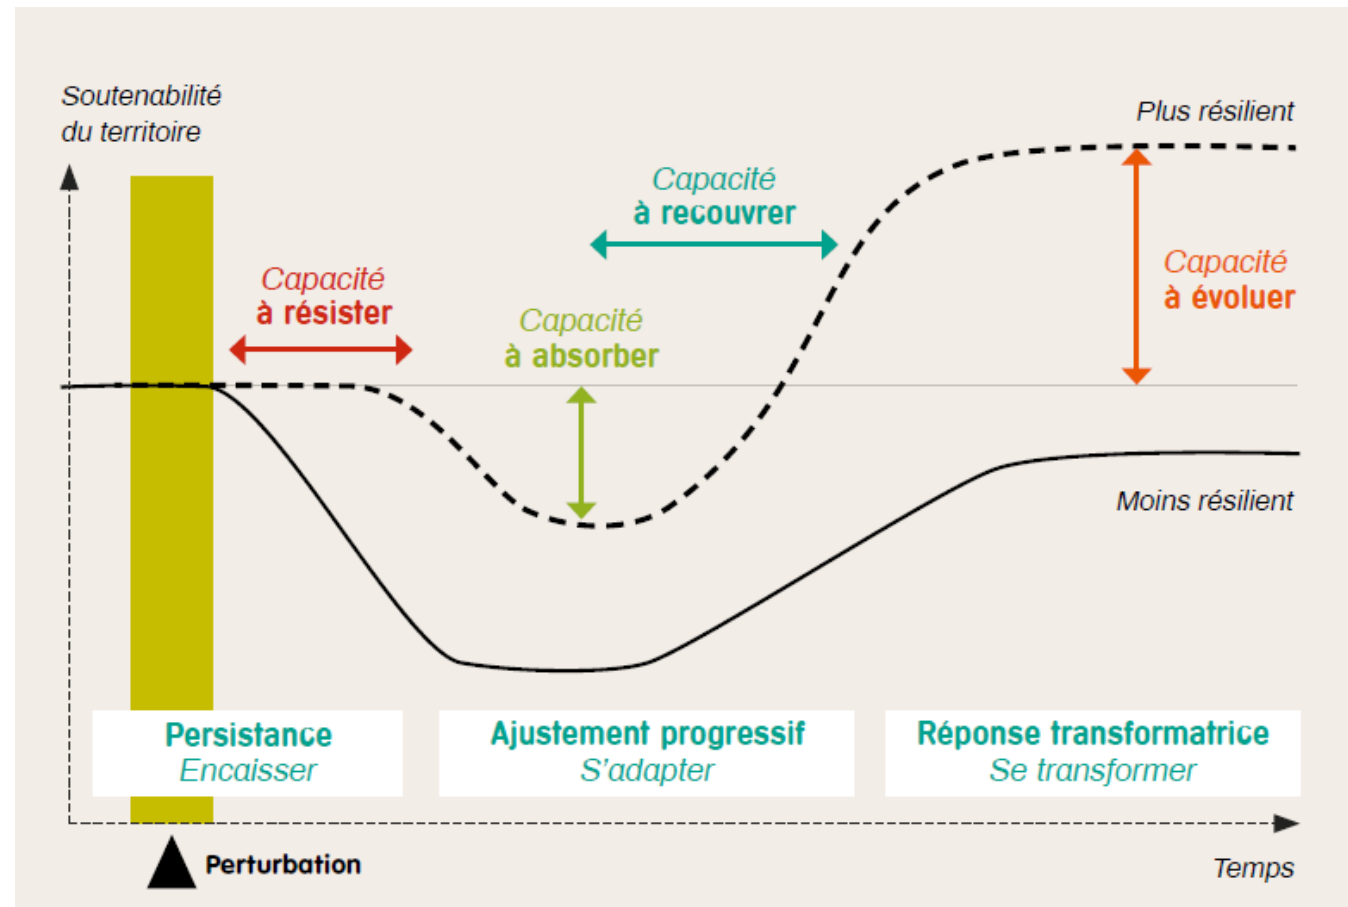 Soutenabilité
du territoire
Plus résilient
Capacité
à recouvrer
Capacité
à résister
Capacité
à absorber
Capacité
à évoluer
Moins résilient
Persistance
Encaisser
Ajustement progressif
S'adapter
Réponse transformatrice
Se transformer
Perturbation
Temps